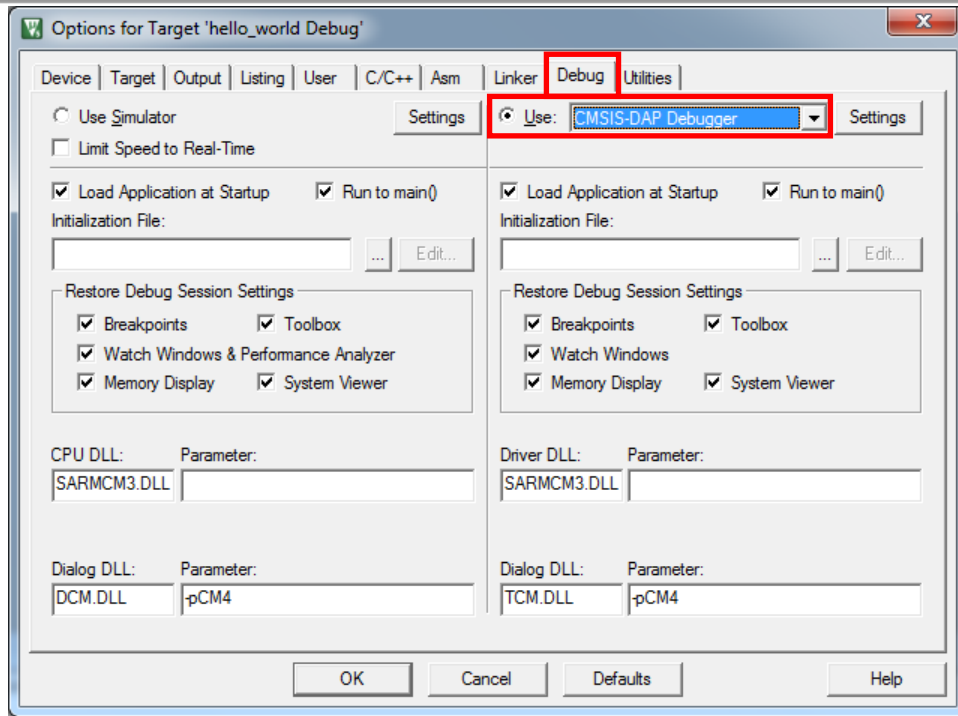 Options for Target 'hello_world Debug'
Device Target Output Listing User C/C++ Asm Linker Debug Utilities
Use Simulator Settings Use: CMSIS-DAP Debugger Settings
Limit Speed to Real-Time
Load Application at Startup Run to main() Load Application at Startup Run to main()
Initialization File: Initialization File:
... Edit... ... Edit...
Restore Debug Session Settings Restore Debug Session Settings
Breakpoints Toolbox Breakpoints Toolbox
Watch Windows & Performance Analyzer Watch Windows
Memory Display System Viewer Memory Display System Viewer
CPU DLL: Parameter: Driver DLL: Parameter:
SARMCM3.DLL SARMCM3.DLL
Dialog DLL: Parameter: Dialog DLL: Parameter:
DCM.DLL -pCM4 TCM.DLL -pCM4
OK Cancel Defaults Help